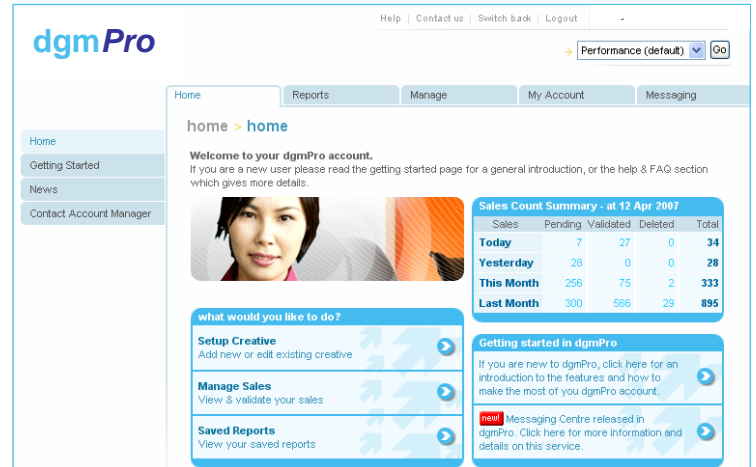 Help | Contact us | Switch back | Logout
dgmPro
Performance (default) Go
Home Reports Manage My Account Messaging
home > home
Home
Getting Started
News
Contact Account Manager
Welcome to your dgmPro account.
If you are a new user please read the getting started page for a general introduction, or the help & FAQ section
which gives more details.
Sales Count Summary - at 12 Apr 2007
Sales Pending Validated Deleted Total
Today 7 27 0 34
Yesterday 28 0 0 28
This Month 256 75 2 333
Last Month 300 566 29 895
what would you like to do?
Setup Creative
Add new or edit existing creative
Manage Sales
View & validate your sales
Saved Reports
View your saved reports
Getting started in dgmPro
If you are new to dgmPro, click here for an
introduction to the features and how to
make the most of you dgmPro account.
new! Messaging Centre released in
dgmPro. Click here for more information and
details on this service.